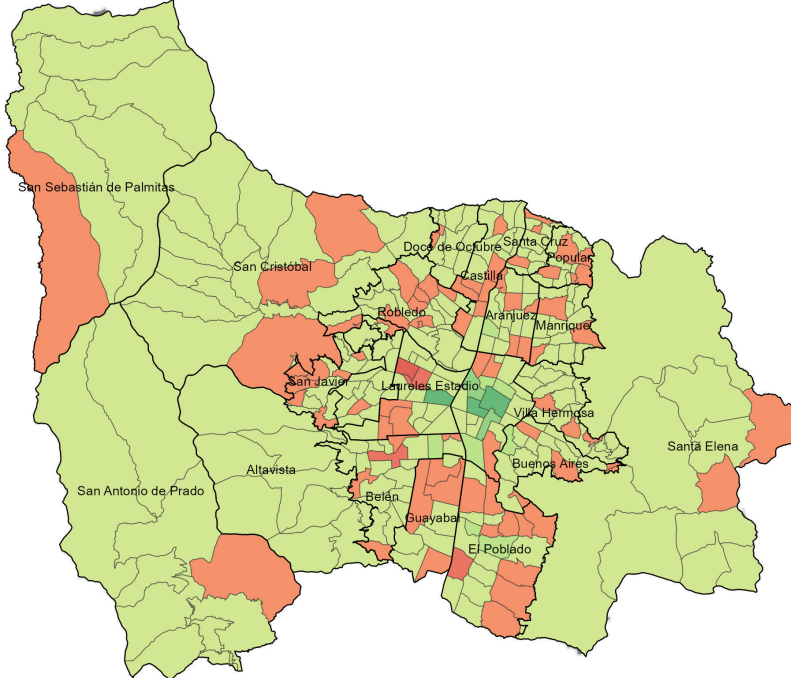 San Sebastián de Palmitas
Doce de Octubre
Santa Cruz
Popular
San Cristóbal
Castilla
Robledo
Aranjuez
Manrique
San Javier
Laureles Estadio
Villa Hermosa
Santa Elena
Altavista
Buenos Aires
San Antonio de Prado
Belén
Guayabal
El Poblado